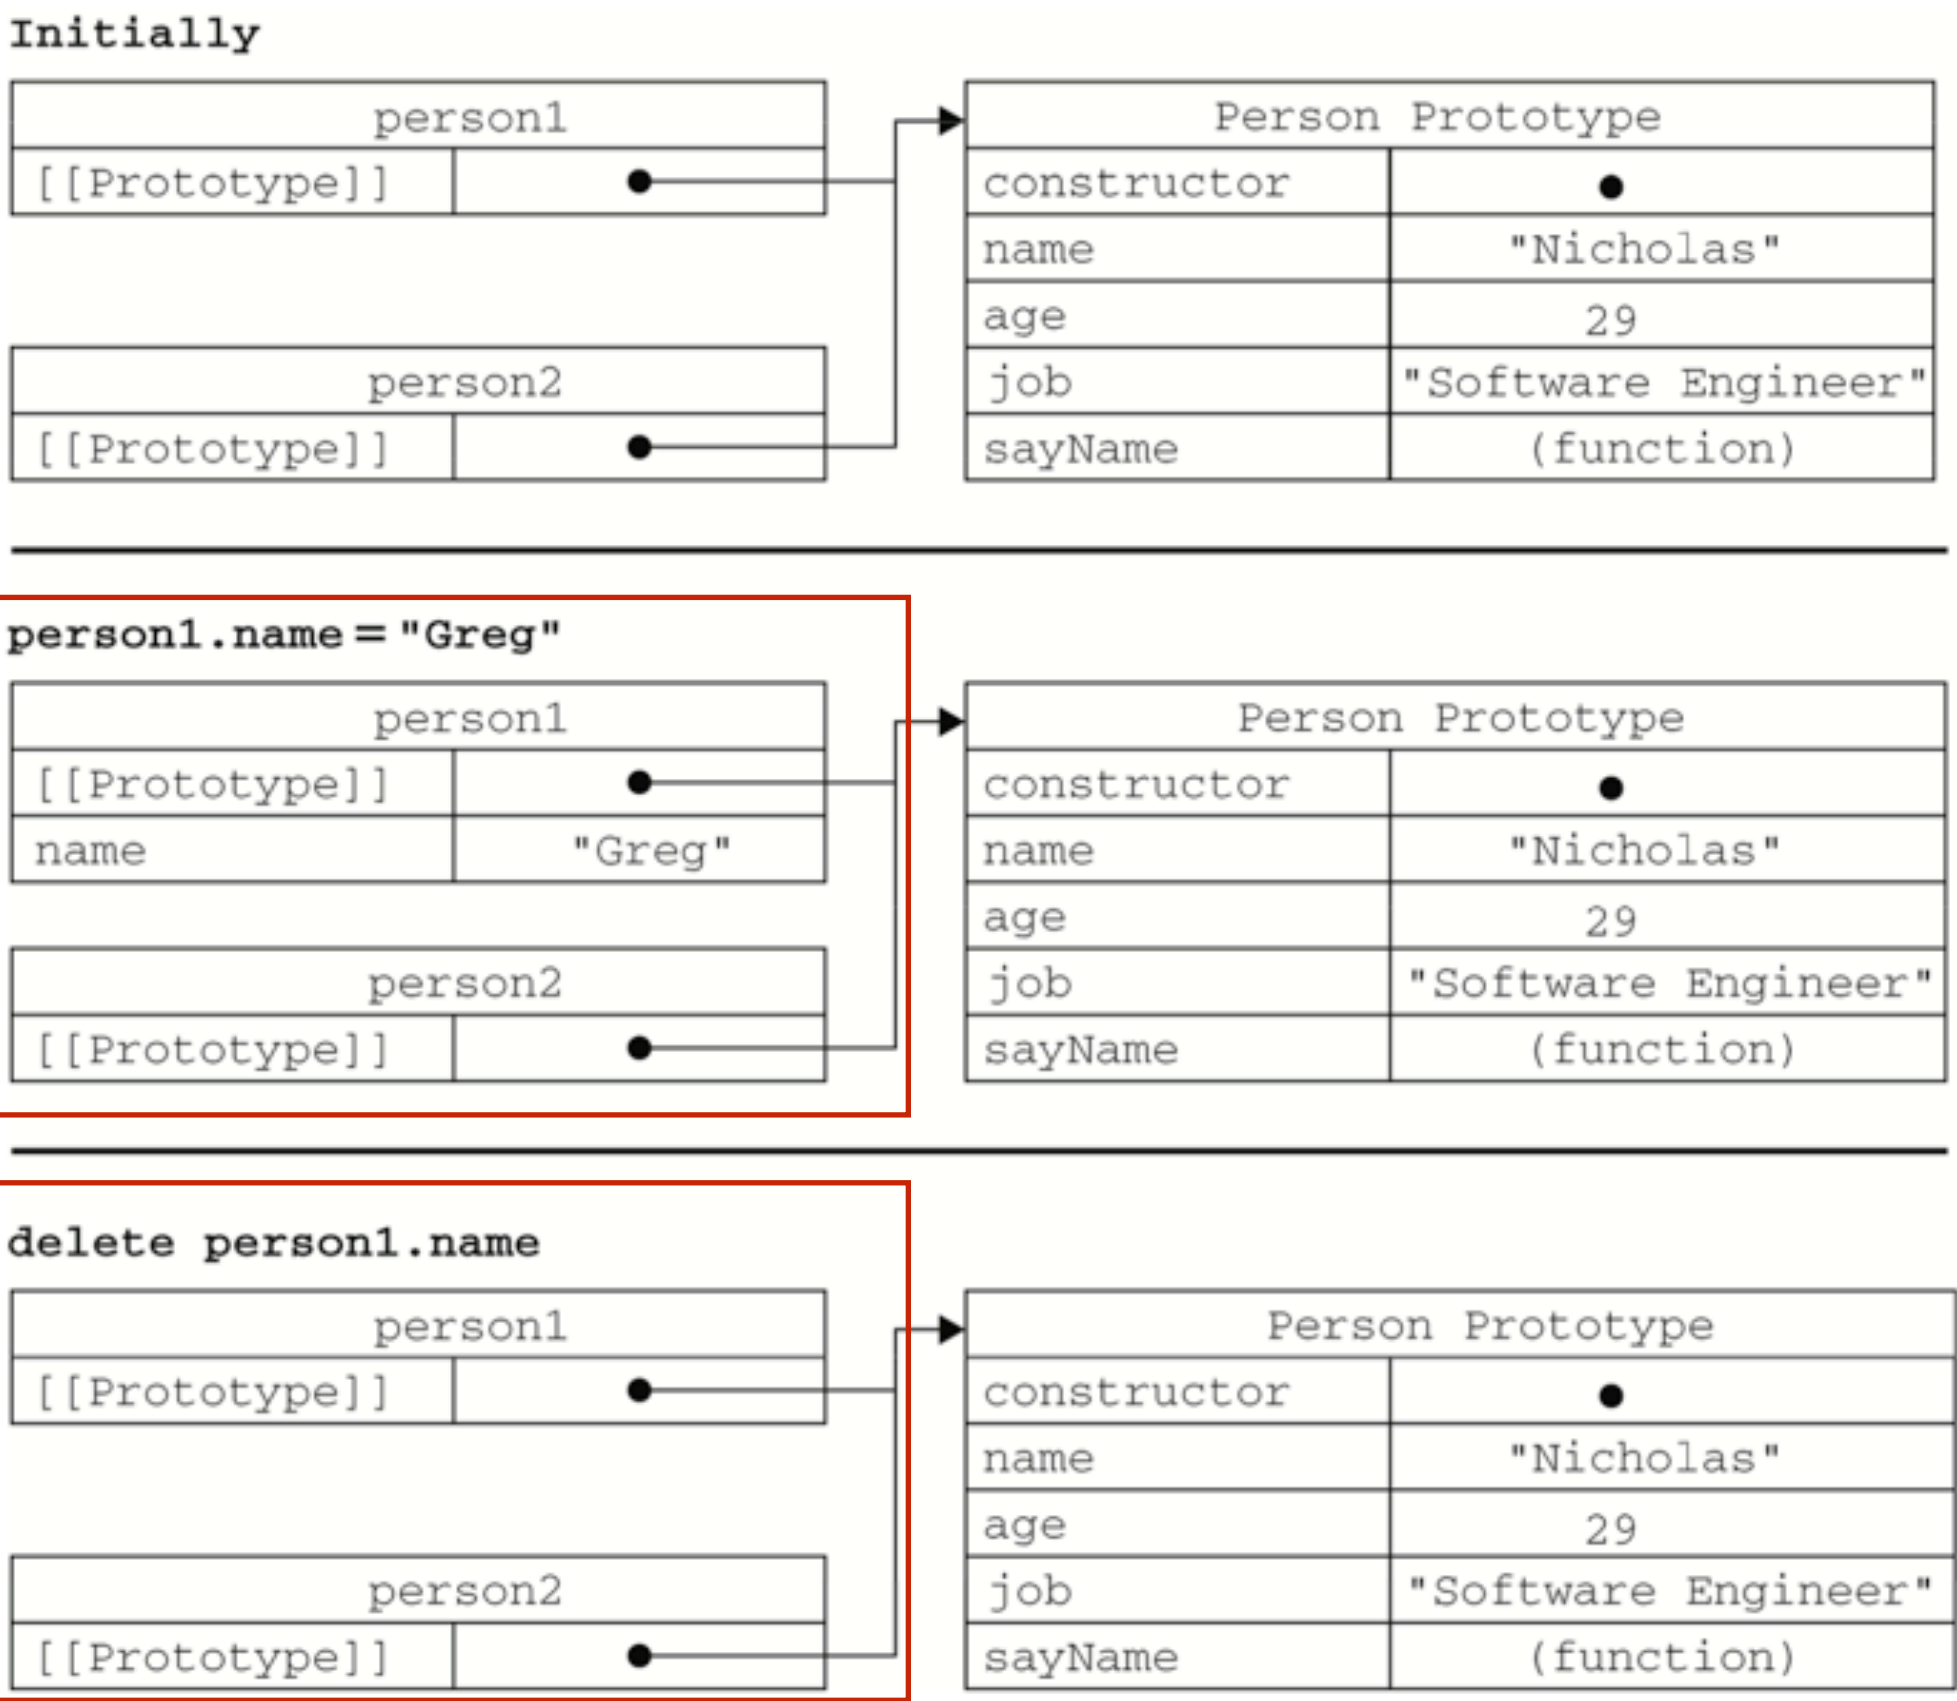 Initially
person1
[[Prototype]]
person2
[[Prototype]]
Person Prototype
constructor
name "Nicholas"
age 29
job "Software Engineer"
sayName (function)
person1.name = "Greg"
person1
[[Prototype]]
name "Greg"
person2
[[Prototype]]
Person Prototype
constructor
name "Nicholas"
age 29
job "Software Engineer"
sayName (function)
delete person1.name
person1
[[Prototype]]
person2
[[Prototype]]
Person Prototype
constructor
name "Nicholas"
age 29
job "Software Engineer"
sayName (function)